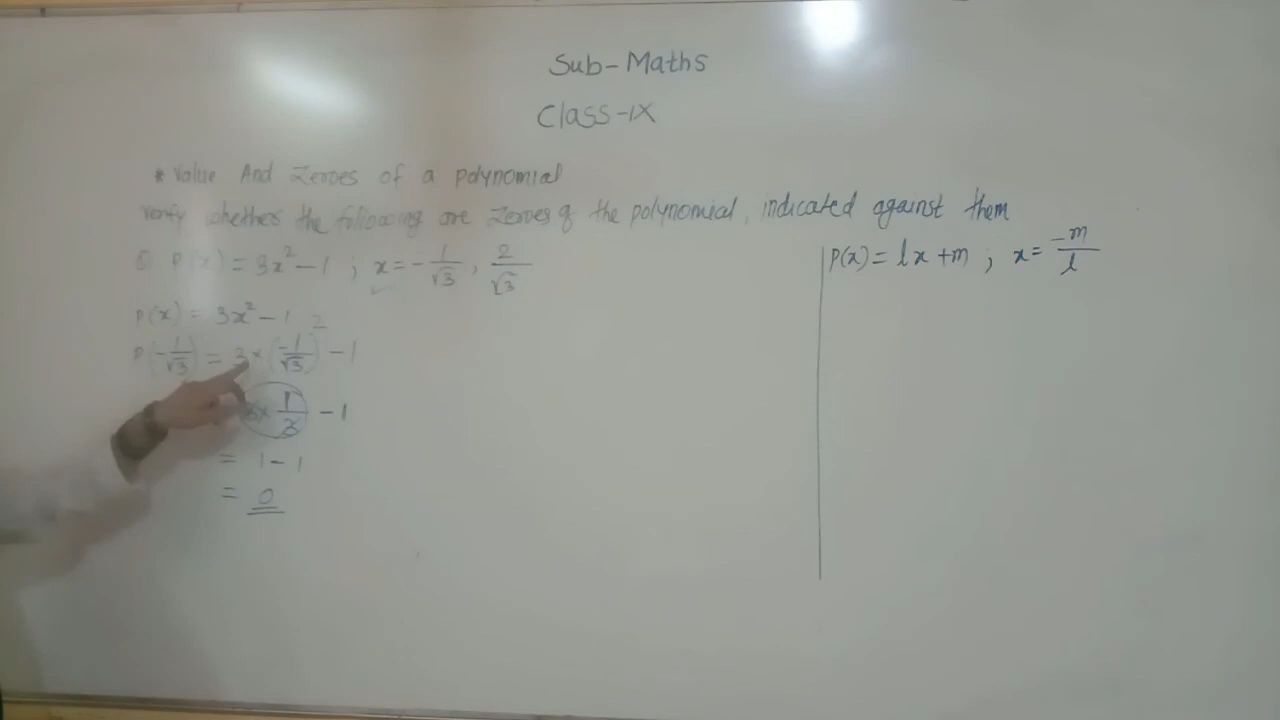 Sub-Maths
Class-IX
* Value And Zeroes of a polynomial
Verify whether the following are zeroes of the polynomial, indicated against them
P(x) = 3x² - 1 ; x = - 1/√3 , 2/√3
P(x) = 3x² - 1
P(-1/√3) = 3 × (-1/√3)² - 1
3 × 1/3 - 1
= 1 - 1
= 0
P(x) = lx + m ; x = -m/l